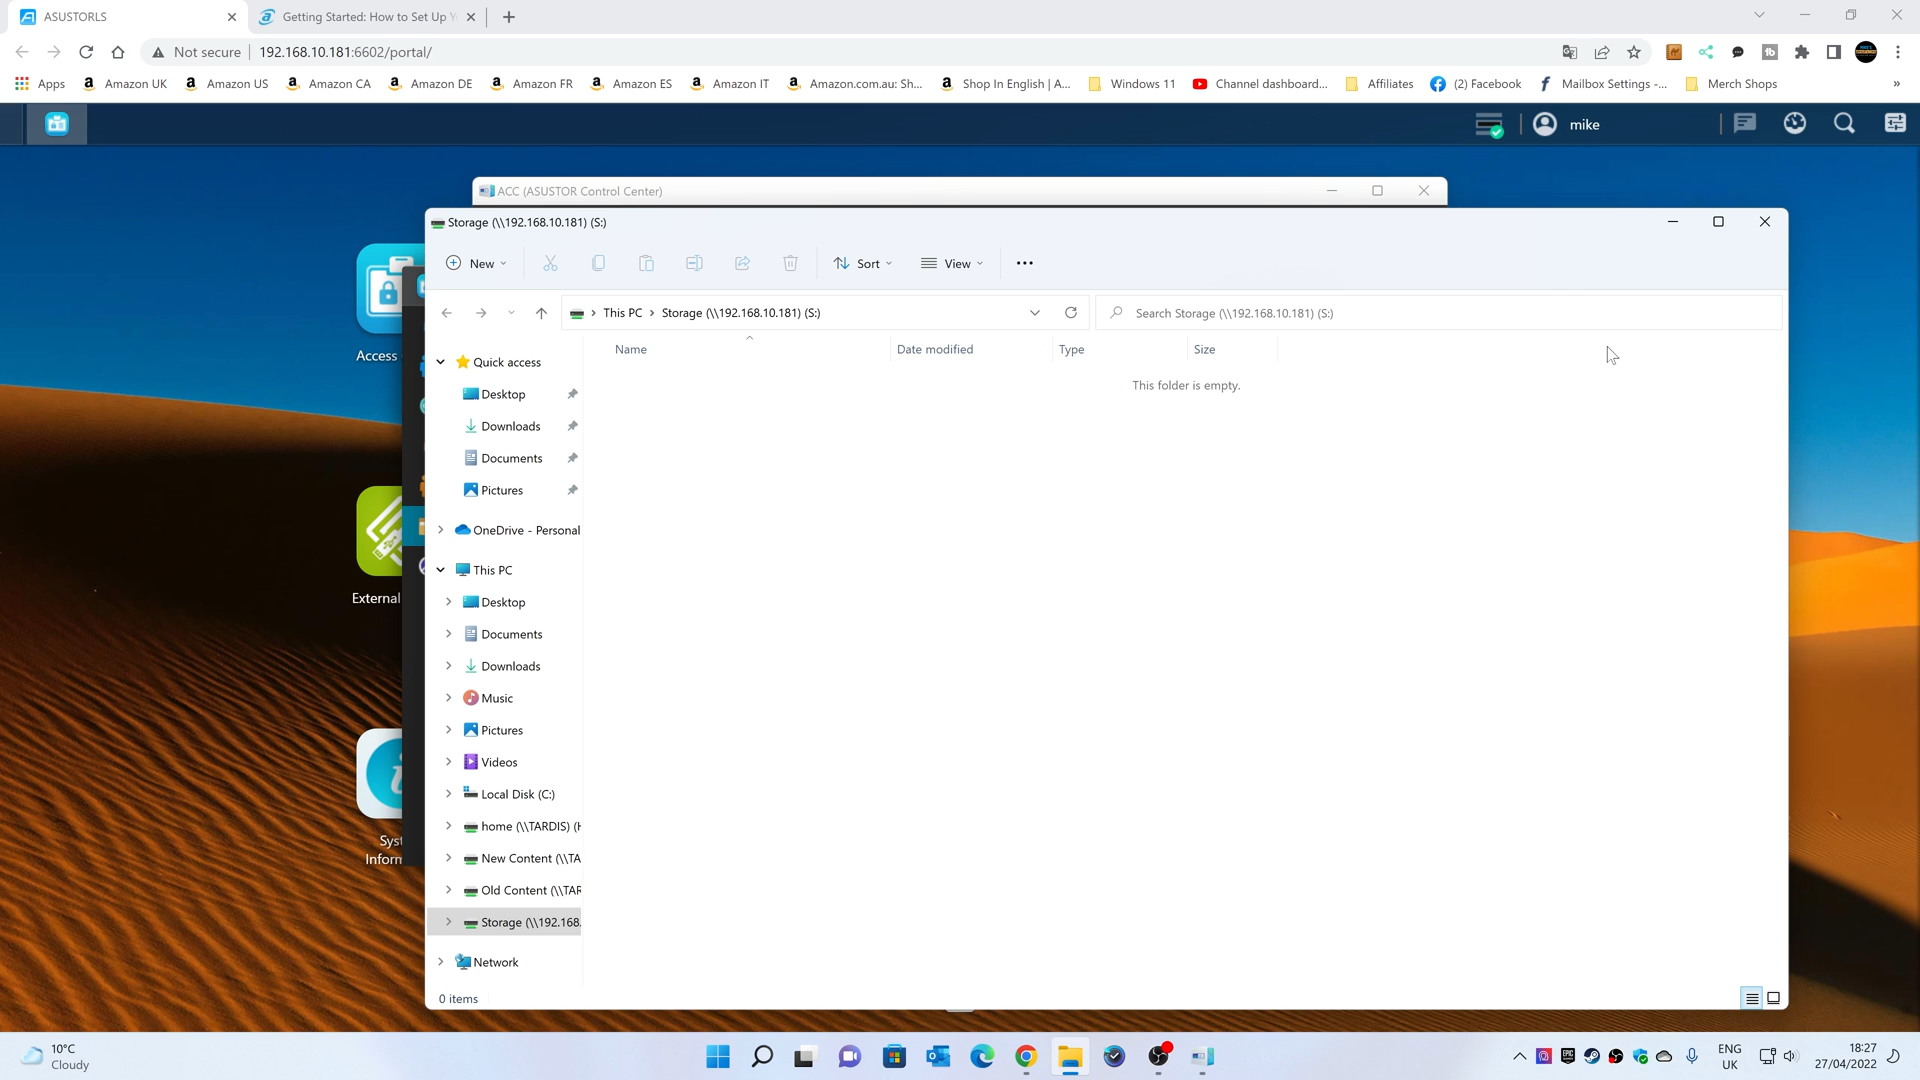 ASUSTORLS
Getting Started: How to Set Up Y
Not secure
192.168.10.181:6602/portal/
Apps
Amazon UK
Amazon US
Amazon CA
Amazon DE
Amazon FR
Amazon ES
Amazon IT
Amazon.com.au: Sh...
Shop In English | A...
Windows 11
Channel dashboard...
Affiliates
(2) Facebook
Mailbox Settings -...
Merch Shops
»
mike
ACC (ASUSTOR Control Center)
Storage (\\192.168.10.181) (S:)
New
Sort
View
This PC
Storage (\\192.168.10.181) (S:)
Search Storage (\\192.168.10.181) (S:)
Name
Date modified
Type
Size
This folder is empty.
Quick access
Desktop
Downloads
Documents
Pictures
OneDrive - Personal
This PC
Desktop
Documents
Downloads
Music
Pictures
Videos
Local Disk (C:)
home (\\TARDIS) (H
New Content (\\TA
Old Content (\\TAR
Storage (\\192.168.
Network
0 items
Access
External
Syst
Inform
10°C
Cloudy
ENG
UK
18:27
27/04/2022